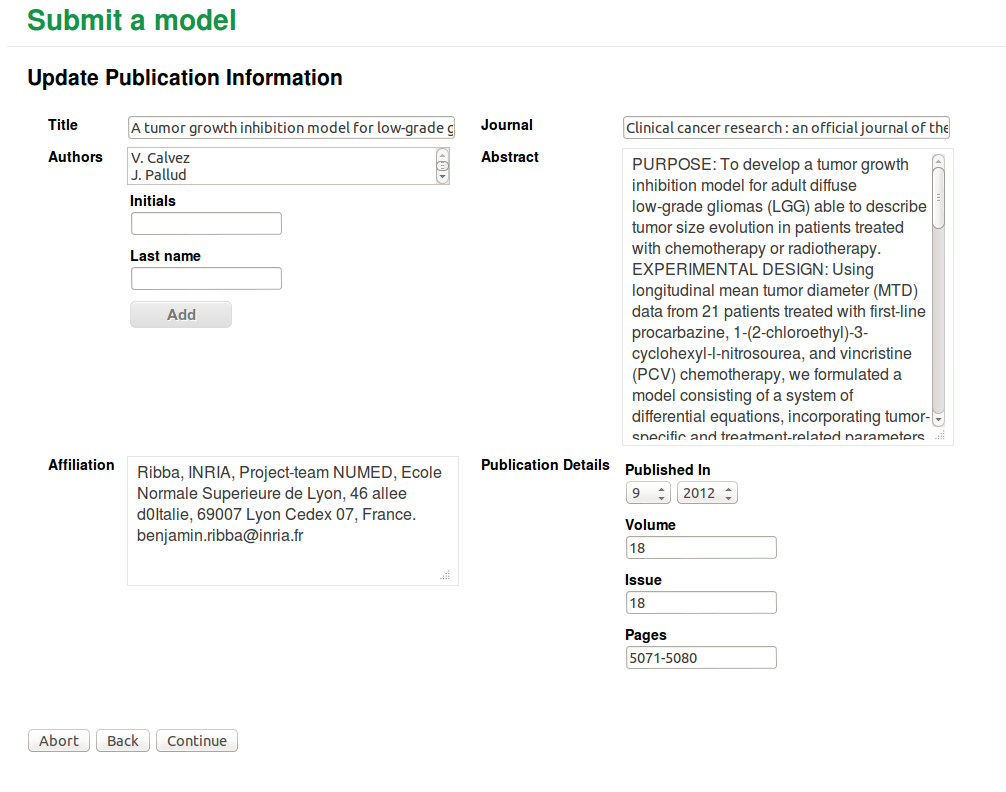 Submit a model
Update Publication Information
Title
A tumor growth inhibition model for low-grade
Journal
Clinical cancer research : an official journal of the
Authors
V. Calvez
J. Pallud
Initials
Last name
Add
Abstract
PURPOSE: To develop a tumor growth
inhibition model for adult diffuse
low-grade gliomas (LGG) able to describe
tumor size evolution in patients treated
with chemotherapy or radiotherapy.
EXPERIMENTAL DESIGN: Using
longitudinal mean tumor diameter (MTD)
data from 21 patients treated with first-line
procarbazine, 1-(2-chloroethyl)-3-
cyclohexyl-l-nitrosourea, and vincristine
(PCV) chemotherapy, we formulated a
model consisting of a system of
differential equations, incorporating tumor-
specific and treatment-related parameters
Affiliation
Ribba, INRIA, Project-team NUMED, Ecole
Normale Superieure de Lyon, 46 allee
d0Italie, 69007 Lyon Cedex 07, France.
benjamin.ribba@inria.fr
Publication Details
Published In
9 2012
Volume
18
Issue
18
Pages
5071-5080
Abort Back Continue